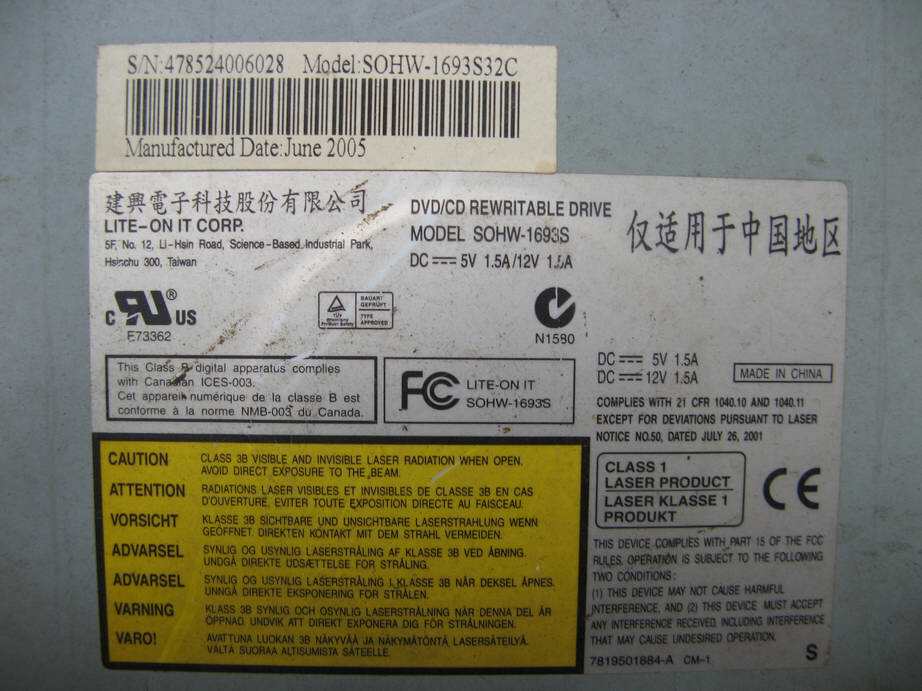 S/N:478524006028 Model:SOHW-1693S32C
Manufactured Date:June 2005
建興電子科技股份有限公司
LITE-ON IT CORP.
5F, No. 12, Li-Hsin Road, Science-Based Industrial Park,
Hsinchu 300, Taiwan
DVD/CD REWRITABLE DRIVE
MODEL SOHW-1693S
DC 5V 1.5A/12V 1.5A
仅适用于中国地区
c RU ® US
E73362
TÜV
Product Safety
BAUART
GEPRÜFT
TYPE
APPROVED
N1580
This Class B digital apparatus complies
with Canadian ICES-003.
Cet appareil numérique de la classe B est
conforme à la norme NMB-003 du Canada.
FC LITE-ON IT
SOHW-1693S
DC 5V 1.5A
DC 12V 1.5A
MADE IN CHINA
COMPLIES WITH 21 CFR 1040.10 AND 1040.11
EXCEPT FOR DEVIATIONS PURSUANT TO LASER
NOTICE NO.50, DATED JULY 26, 2001
CLASS 1
LASER PRODUCT
LASER KLASSE 1
PRODUKT
CE
CAUTION CLASS 3B VISIBLE AND INVISIBLE LASER RADIATION WHEN OPEN.
AVOID DIRECT EXPOSURE TO THE BEAM.
ATTENTION RADIATIONS LASER VISIBLES ET INVISIBLES DE CLASSE 3B EN CAS
D'OUVERTURE, EVITER TOUTE EXPOSITION DIRECTE AU FAISCEAU.
VORSICHT KLASSE 3B SICHTBARE UND UNSICHTBARE LASERSTRAHLUNG WENN
GEÖFFNET. DIREKTEN KONTAKT MIT DEM STRAHL VERMEIDEN.
ADVARSEL SYNLIG OG USYNLIG LASERSTRÅLING AF KLASSE 3B VED ÅBNING.
UNDGÅ DIREKTE UDSÆTTELSE FOR STRÅLING.
ADVARSEL SYNLIG OG USYNLIG LASERSTRÅLING I KLASSE 3B NÅR DEKSEL ÅPNES.
UNNGÅ DIREKTE EKSPONERING FOR STRÅLEN.
VARNING KLASS 3B SYNLIG OCH OSYNLIG LASERSTRÅLNING NÄR DENNA DEL ÄR
ÖPPNAD. UNDVIK ATT DIREKT EXPONERA DIG FÖR STRÅLNINGEN.
VARO! AVATTUNA LUOKAN 3B NÄKYVÄÄ JA NÄKYMÄTÖNTÄ LASERSÄTEILYÄ.
VÄLTÄ SUORAA ALTISUMISTA SÄTEELLE.
THIS DEVICE COMPLIES WITH PART 15 OF THE FCC
RULES. OPERATION IS SUBJECT TO THE FOLLOWING
TWO CONDITIONS:
(1) THIS DEVICE MAY NOT CAUSE HARMFUL
INTERFERENCE, AND (2) THIS DEVICE MUST ACCEPT
ANY INTERFERENCE RECEIVED, INCLUDING INTERFERENCE
THAT MAY CAUSE UNDESIRED OPERATION.
7819501884-A CM-1 S